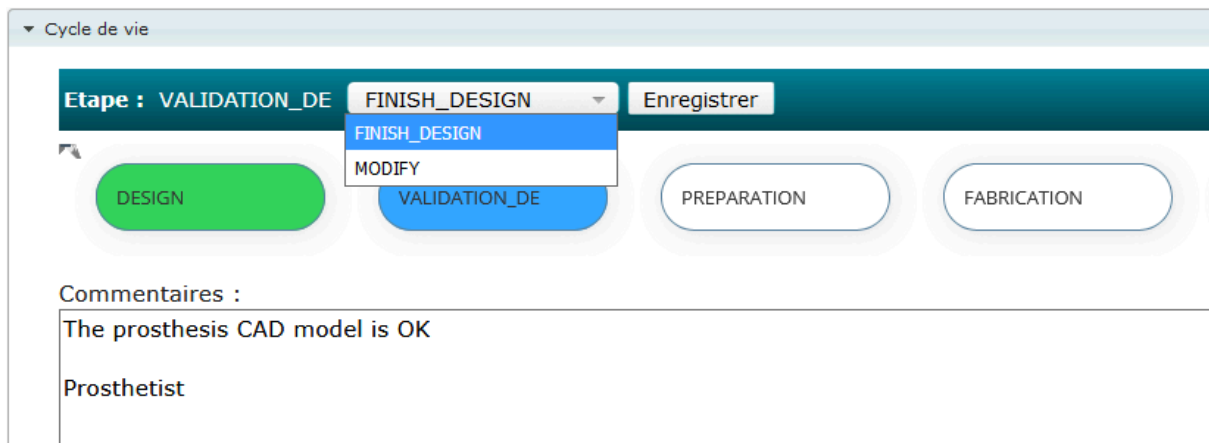 Cycle de vie
Etape : VALIDATION_DE FINISH_DESIGN Enregistrer
FINISH_DESIGN
MODIFY
DESIGN VALIDATION_DE PREPARATION FABRICATION
Commentaires :
The prosthesis CAD model is OK
Prosthetist